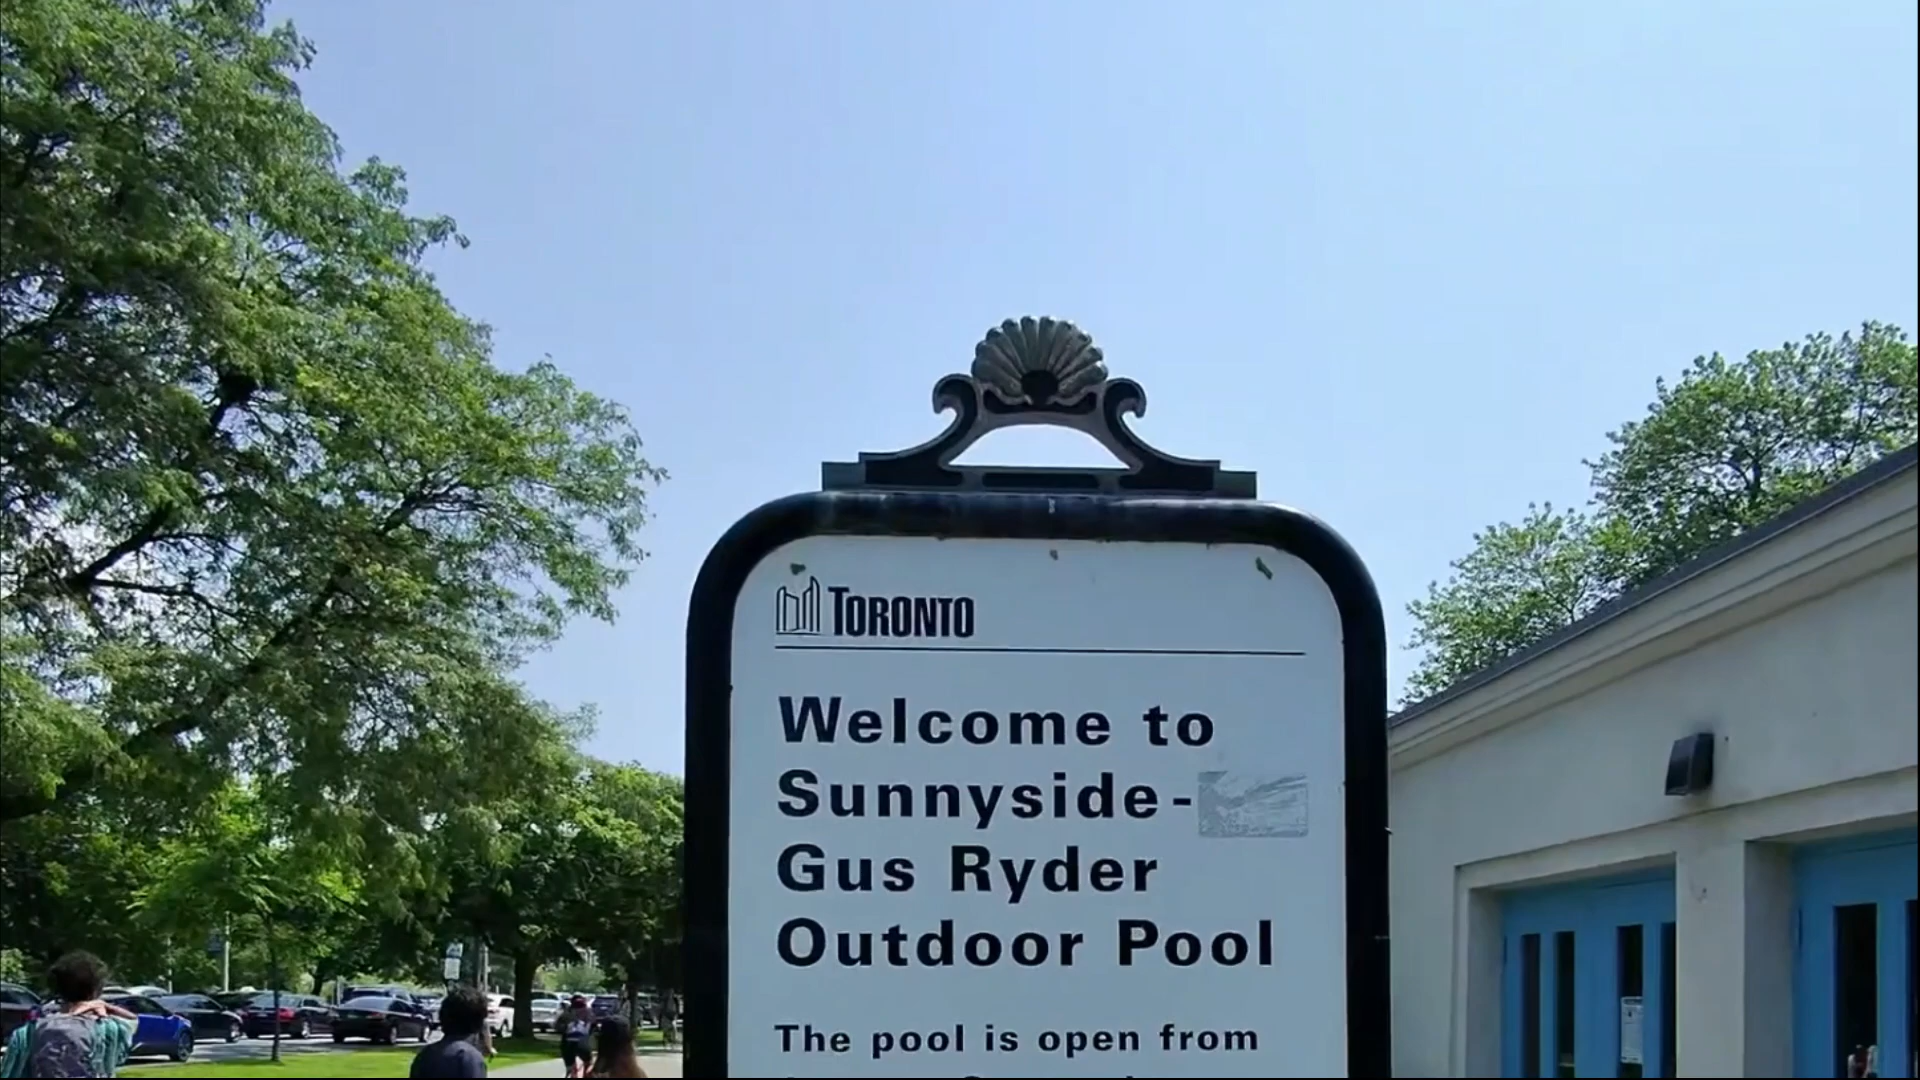 TORONTO
Welcome to
Sunnyside-
Gus Ryder
Outdoor Pool
The pool is open from